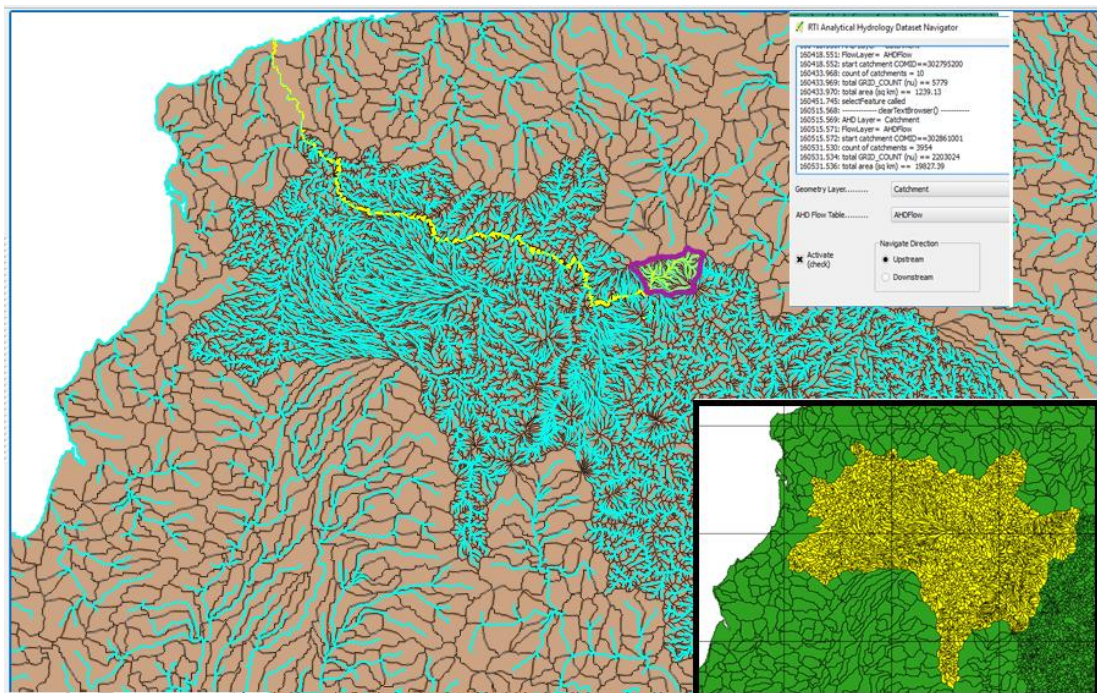 RTI Analytical Hydrology Dataset Navigator
160418.551: FlowLayer= AHDFlow
160418.552: start catchment COMID==302795200
160433.968: count of catchments = 10
160433.969: total GRID_COUNT (nu) == 5779
160433.970: total area (sq km) == 1239.13
160451.745: selectFeature called
160515.568: -------------- clearTextBrowser() ------------
160515.569: AHD Layer= Catchment
160515.571: FlowLayer= AHDFlow
160515.572: start catchment COMID==302861001
160531.530: count of catchments = 3954
160531.534: total GRID_COUNT (nu) == 2203024
160531.536: total area (sq km) == 19827.39
Geometry Layer......... Catchment
AHD Flow Table......... AHDFlow
Activate
(check)
Navigate Direction
Upstream
Downstream